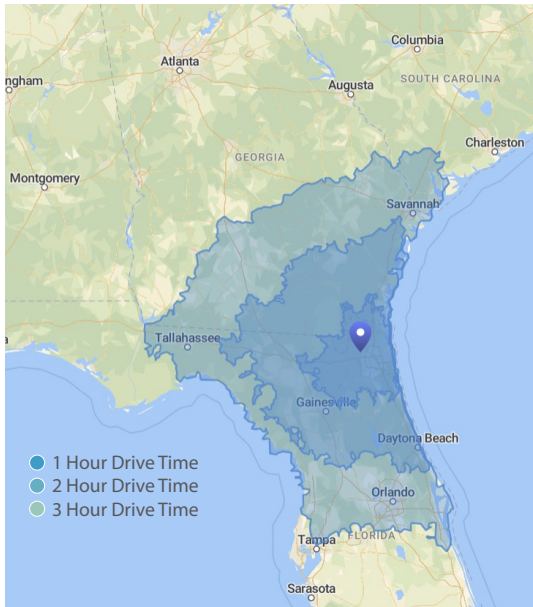 Columbia
Atlanta
ngham
Augusta
SOUTH CAROLINA
Charleston
GEORGIA
Montgomery
Savannah
Tallahassee
a
Gainesville
Daytona Beach
1 Hour Drive Time
2 Hour Drive Time
Orlando
3 Hour Drive Time
FLORIDA
Tampa
Sarasota